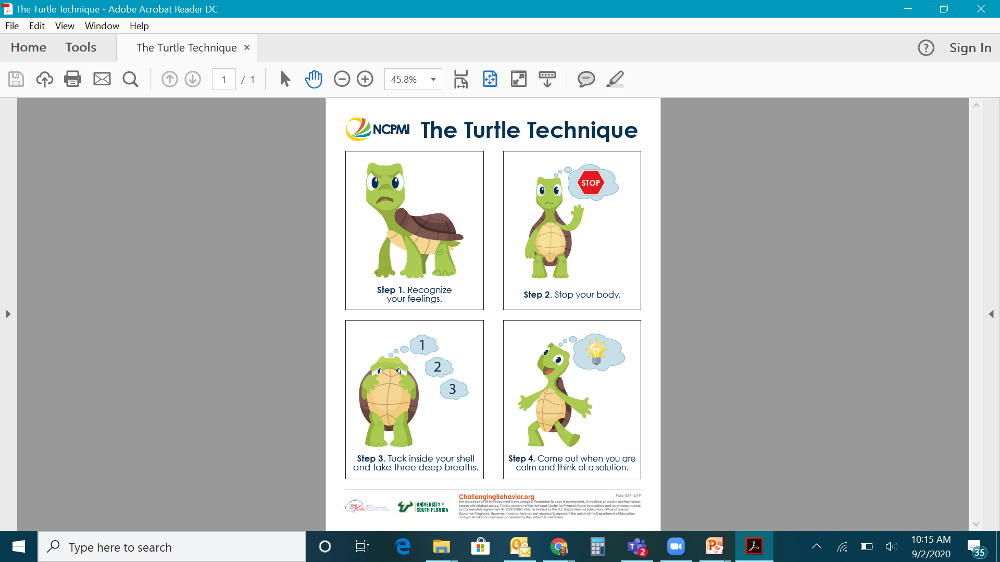 The Turtle Technique - Adobe Acrobat Reader DC
File Edit View Window Help
Home Tools The Turtle Technique × ? Sign In
1 / 1 45.8%
NCPMI The Turtle Technique
STOP
Step 1. Recognize
your feelings.
Step 2. Stop your body.
1
2
3
Step 3. Tuck inside your shell
and take three deep breaths.
Step 4. Come out when you are
calm and think of a solution.
IDEAs
that Work
UNIVERSITY OF
SOUTH FLORIDA
ChallengingBehavior.org
Pub: 06/14/19
The reproduction of this document is encouraged. Permission to copy is not required. If modified or used in another format,
please cite original source. This is a product of the National Center for Pyramid Model Innovations and was made possible
by Cooperative Agreement #H326B170003 which is funded by the U.S. Department of Education, Office of Special
Education Programs. However, those contents do not necessarily represent the policy of the Department of Education,
and you should not assume endorsement by the Federal Government.
Type here to search
2
10:15 AM
9/2/2020
35